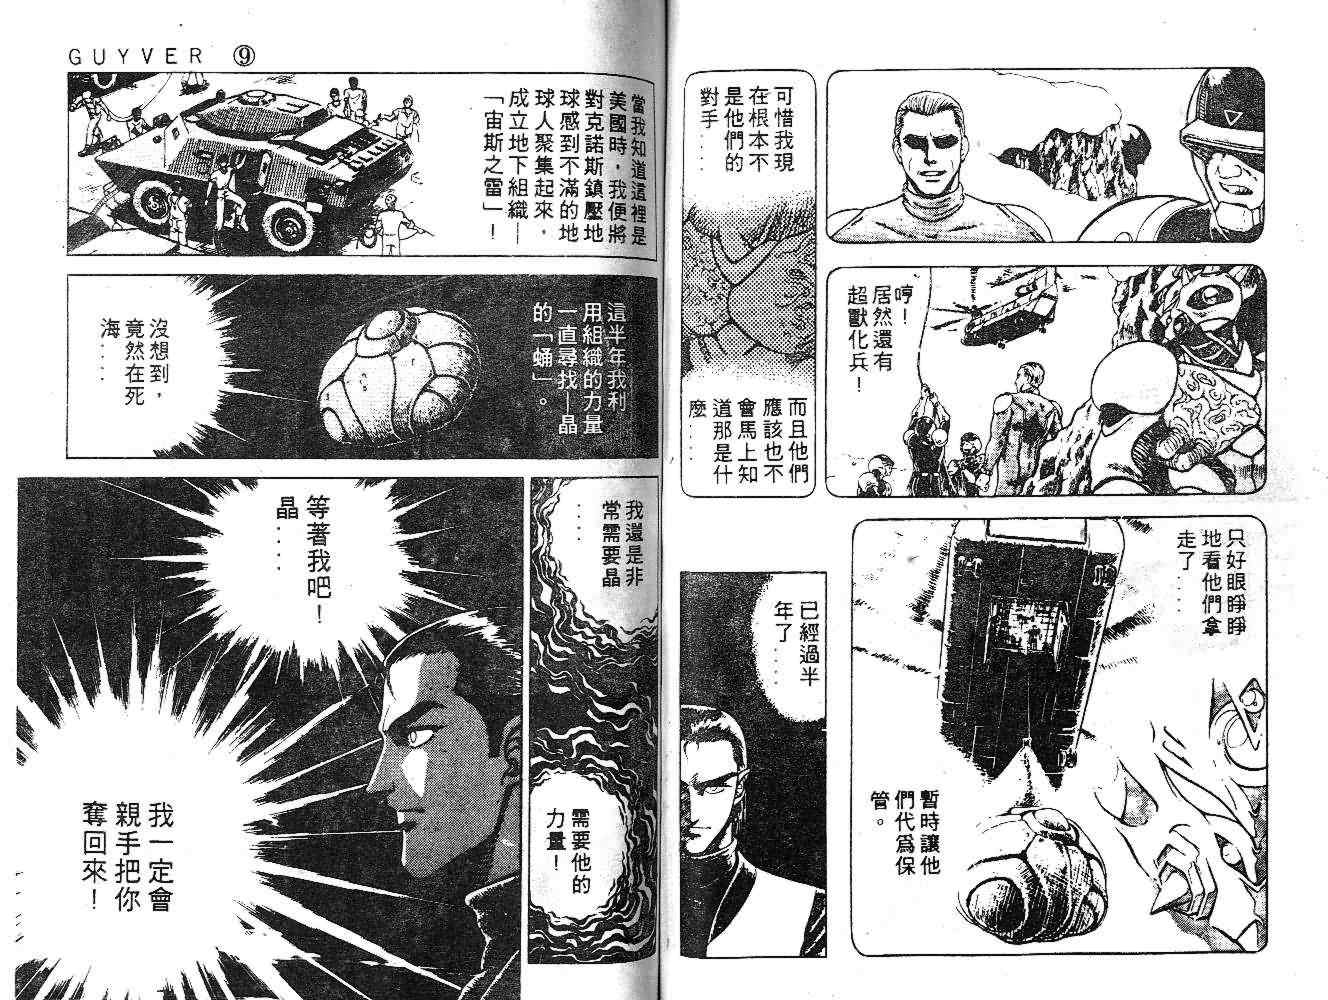 哼！
居然還有
超獸化兵！
只好眼睜睜
地看他們拿
走了‥‥
暫時讓他
們代爲保
管。
可惜我現
在根本不
是他們的
對手‥‥
而且他們
應該也不
會馬上知
道那是什
麼‥‥
已經過半
年了‥‥
GUYVER ⑨
當我知道這裡是
美國時，我便將
對克諾斯鎮壓地
球感到不滿的地
球人聚集起來，
成立地下組織—
「宙斯之雷」！
這半年我利
用組織的力量
一直尋找—晶
的「蛹」。
沒想到，
竟然在死
海‥‥
我還是非
常需要晶
‥‥
需要他的
力量！
等著我吧！
晶‥‥
我一定會
親手把你
奪回來！